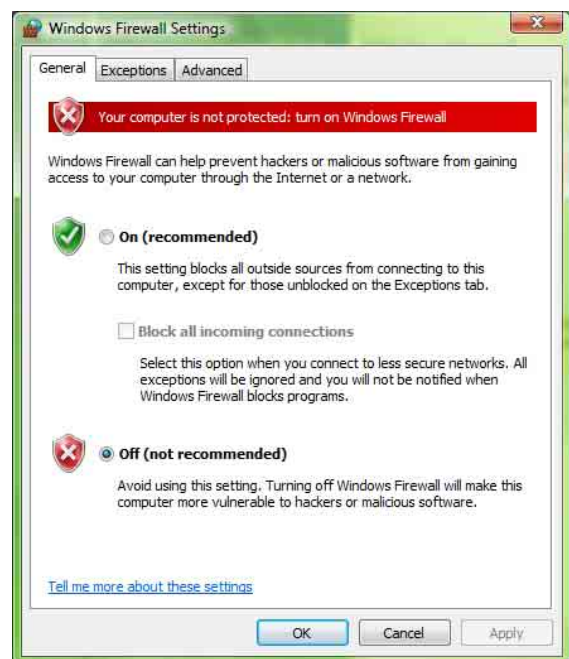 Windows Firewall Settings
General Exceptions Advanced
Your computer is not protected: turn on Windows Firewall
Windows Firewall can help prevent hackers or malicious software from gaining
access to your computer through the Internet or a network.
On (recommended)
This setting blocks all outside sources from connecting to this
computer, except for those unblocked on the Exceptions tab.
Block all incoming connections
Select this option when you connect to less secure networks. All
exceptions will be ignored and you will not be notified when
Windows Firewall blocks programs.
Off (not recommended)
Avoid using this setting. Turning off Windows Firewall will make this
computer more vulnerable to hackers or malicious software.
Tell me more about these settings
OK Cancel Apply